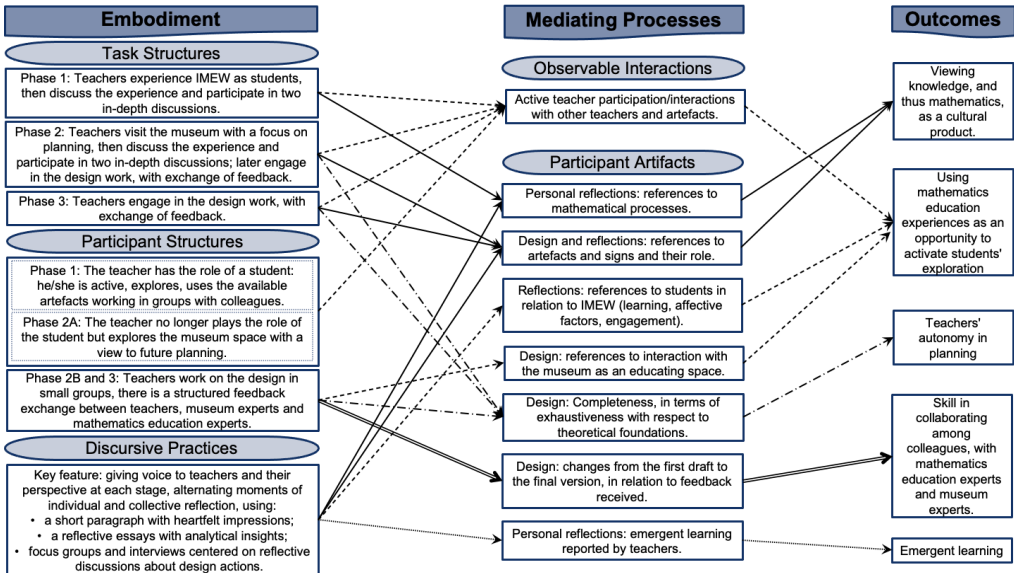 Embodiment
Task Structures
Phase 1: Teachers experience IMEW as students,
then discuss the experience and participate in two
in-depth discussions.
Phase 2: Teachers visit the museum with a focus on
planning, then discuss the experience and
participate in two in-depth discussions; later engage
in the design work, with exchange of feedback.
Phase 3: Teachers engage in the design work, with
exchange of feedback.
Participant Structures
Phase 1: The teacher has the role of a student:
he/she is active, explores, uses the available
artefacts working in groups with colleagues.
Phase 2A: The teacher no longer plays the role of
the student but explores the museum space with a
view to future planning.
Phase 2B and 3: Teachers work on the design in
small groups, there is a structured feedback
exchange between teachers, museum experts and
mathematics education experts.
Discursive Practices
Key feature: giving voice to teachers and their
perspective at each stage, alternating moments of
individual and collective reflection, using:
• a short paragraph with heartfelt impressions;
• a reflective essays with analytical insights;
• focus groups and interviews centered on reflective
discussions about design actions.
Mediating Processes
Observable Interactions
Active teacher participation/interactions
with other teachers and artefacts.
Participant Artifacts
Personal reflections: references to
mathematical processes.
Design and reflections: references to
artefacts and signs and their role.
Reflections: references to students in
relation to IMEW (learning, affective
factors, engagement).
Design: references to interaction with
the museum as an educating space.
Design: Completeness, in terms of
exhaustiveness with respect to
theoretical foundations.
Design: changes from the first draft to
the final version, in relation to feedback
received.
Personal reflections: emergent learning
reported by teachers.
Outcomes
Viewing
knowledge, and
thus mathematics,
as a cultural
product.
Using
mathematics
education
experiences as an
opportunity to
activate students'
exploration
Teachers'
autonomy in
planning
Skill in
collaborating
among
colleagues, with
mathematics
education experts
and museum
experts.
Emergent learning